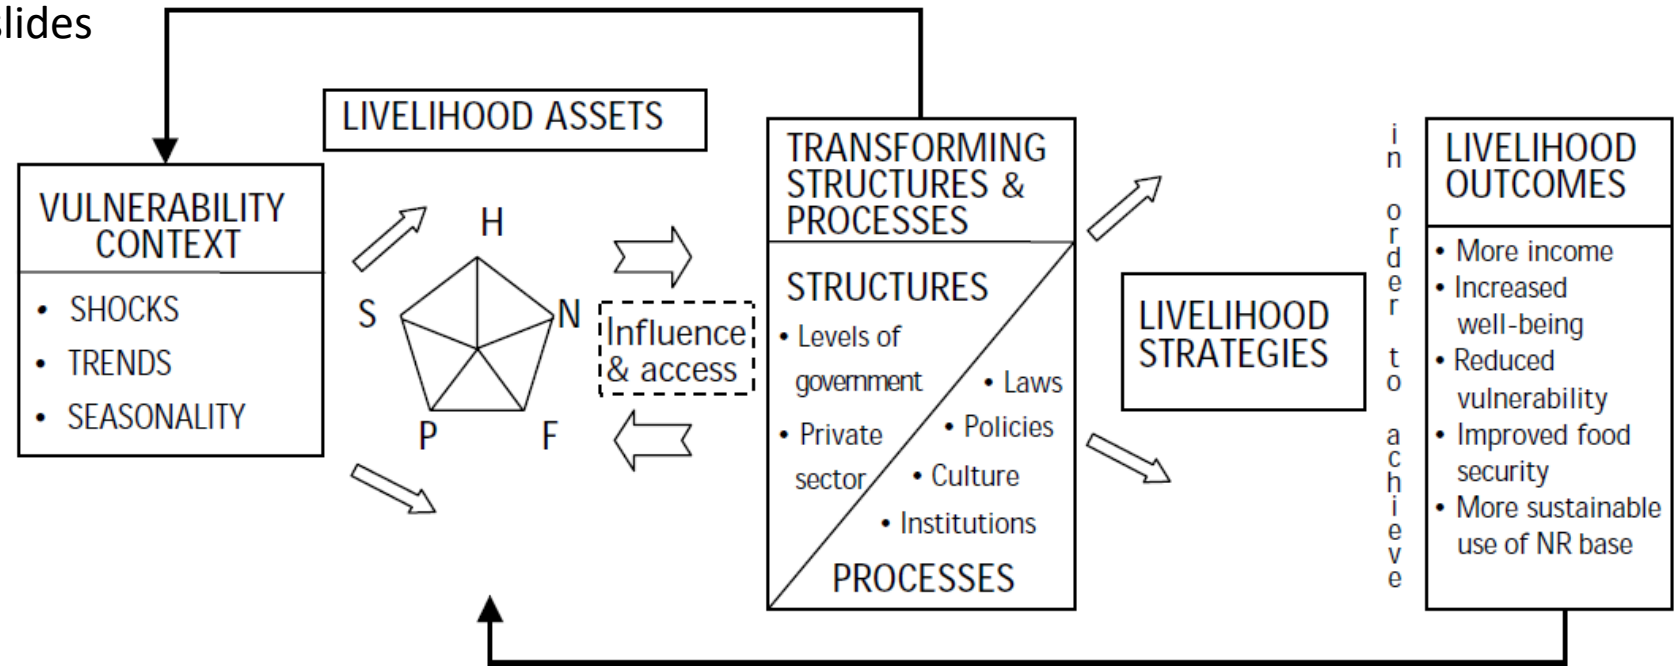 slides
LIVELIHOOD ASSETS
VULNERABILITY
CONTEXT
• SHOCKS
• TRENDS
• SEASONALITY
H
S
N
P
F
Influence
& access
TRANSFORMING
STRUCTURES &
PROCESSES
STRUCTURES
• Levels of
government
• Private
sector
• Laws
• Policies
• Culture
• Institutions
PROCESSES
LIVELIHOOD
STRATEGIES
in order to achieve
LIVELIHOOD
OUTCOMES
• More income
• Increased
well-being
• Reduced
vulnerability
• Improved food
security
• More sustainable
use of NR base